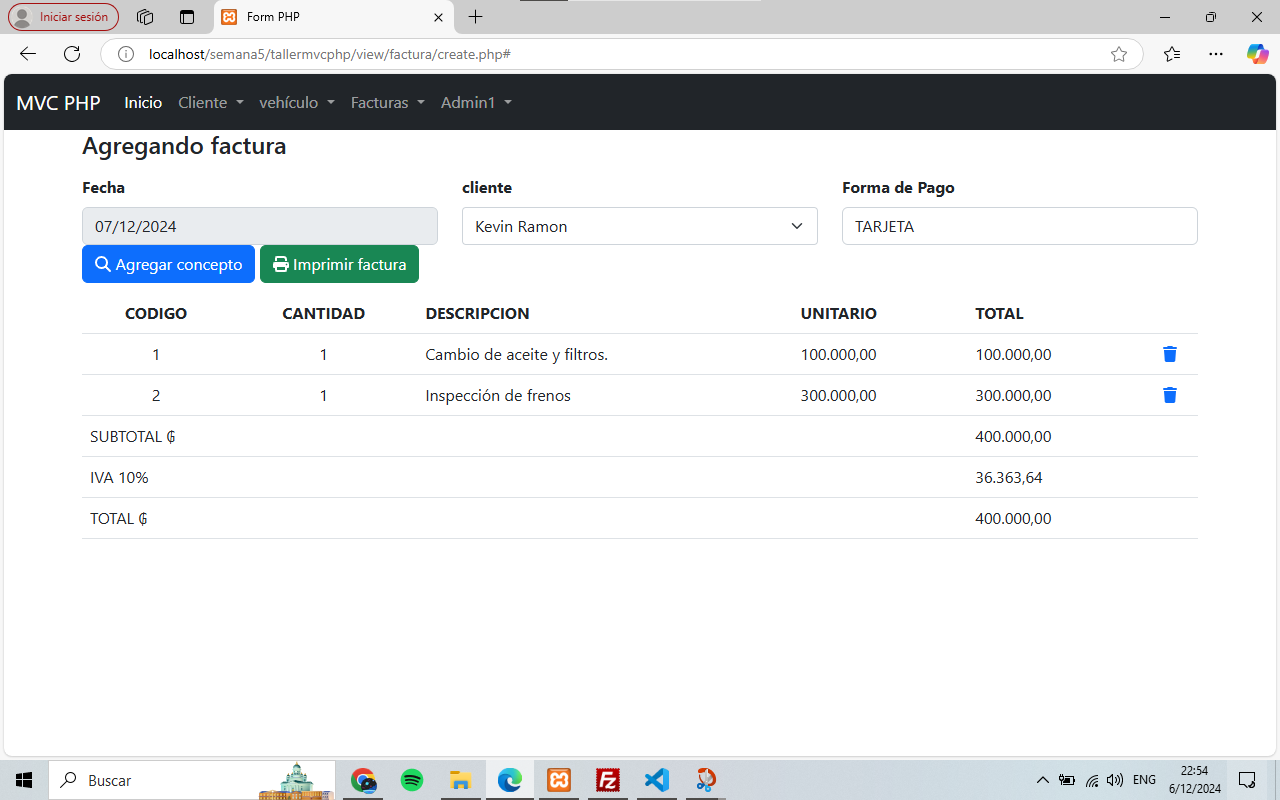 Iniciar sesión
Form PHP
localhost/semana5/tallermvcphp/view/factura/create.php#
MVC PHP Inicio Cliente vehículo Facturas Admin1
Agregando factura
Fecha cliente Forma de Pago
07/12/2024 Kevin Ramon TARJETA
Agregar concepto Imprimir factura
CODIGO CANTIDAD DESCRIPCION UNITARIO TOTAL
1 1 Cambio de aceite y filtros. 100.000,00 100.000,00
2 1 Inspección de frenos 300.000,00 300.000,00
SUBTOTAL ₲ 400.000,00
IVA 10% 36.363,64
TOTAL ₲ 400.000,00
Buscar
ENG
22:54
6/12/2024